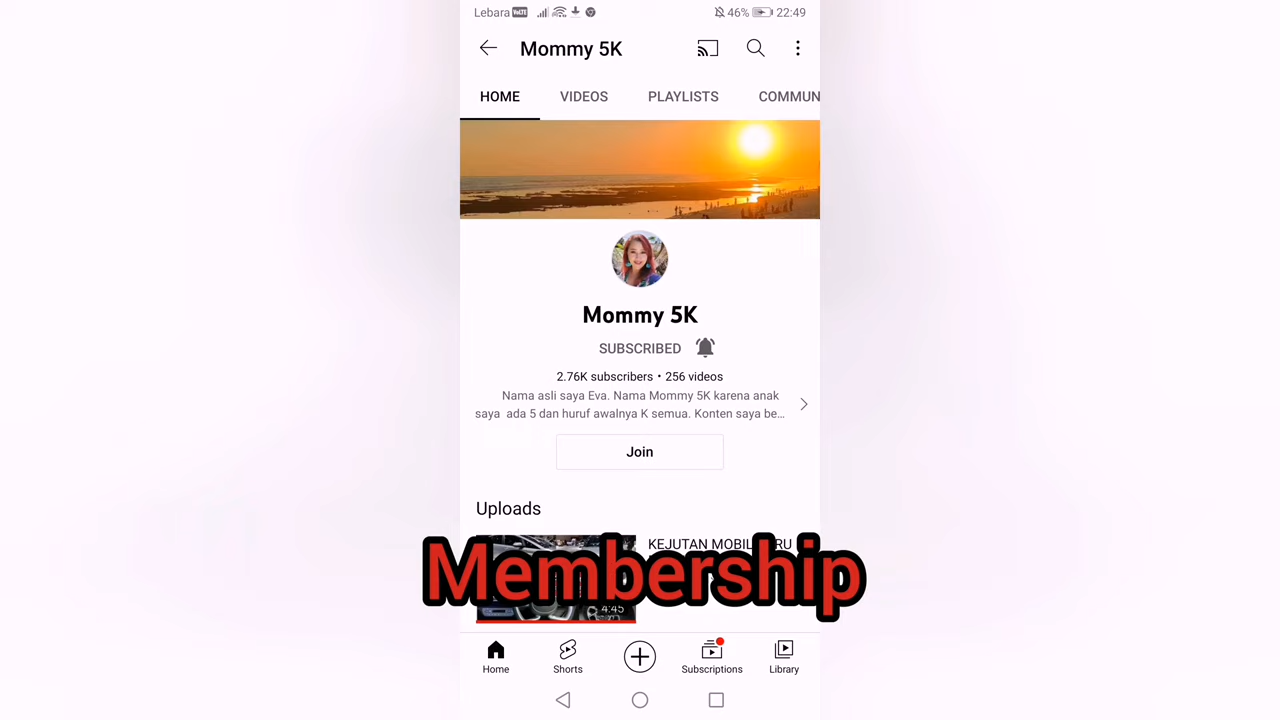 Lebara VoLTE 46% 22:49
Mommy 5K
HOME VIDEOS PLAYLISTS COMMUN
Mommy 5K
SUBSCRIBED
2.76K subscribers • 256 videos
Nama asli saya Eva. Nama Mommy 5K karena anak
saya ada 5 dan huruf awalnya K semua. Konten saya be...
Join
Uploads
KEJUTAN
Membership
4:45
Home Shorts Subscriptions Library